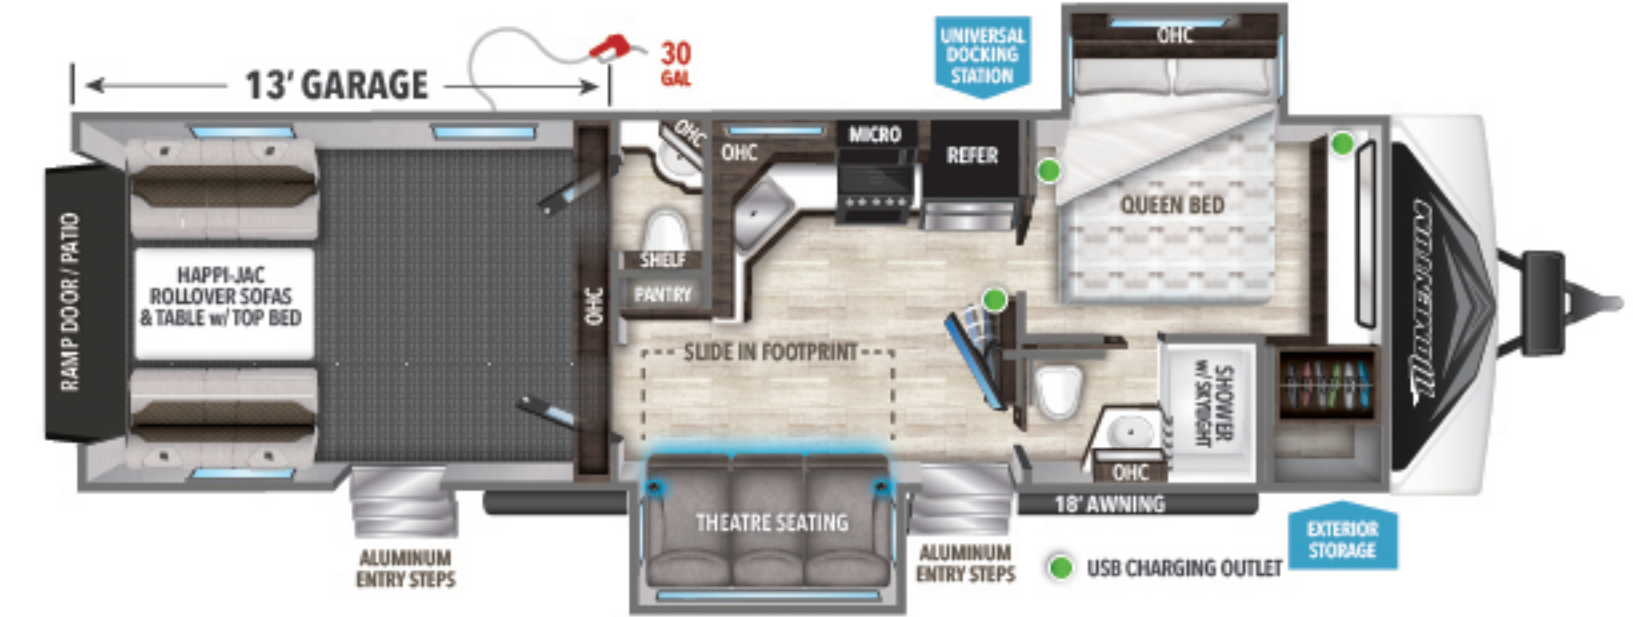 30
GAL
13' GARAGE
UNIVERSAL
DOCKING
STATION
OHC
OHC
OHC
MICRO
REFER
QUEEN BED
RAMP DOOR / PATIO
HAPPI-JAC
ROLLOVER SOFAS
& TABLE w/ TOP BED
OHC
SHELF
PANTRY
SLIDE IN FOOTPRINT
SHOWER
w/ SKYLIGHT
OHC
MOMENTUM
THEATRE SEATING
18' AWNING
ALUMINUM
ENTRY STEPS
ALUMINUM
ENTRY STEPS
USB CHARGING OUTLET
EXTERIOR
STORAGE